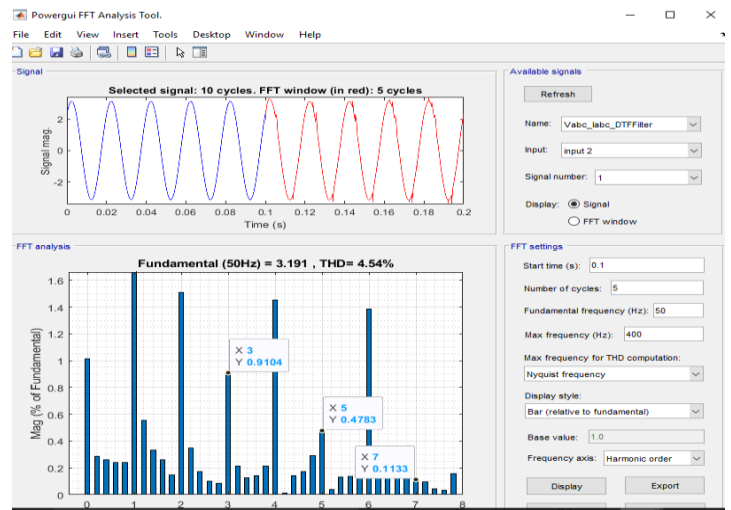 Powergui FFT Analysis Tool.
File Edit View Insert Tools Desktop Window Help
Signal
Selected signal: 10 cycles. FFT window (in red): 5 cycles
Signal mag.
2
0
-2
0 0.02 0.04 0.06 0.08 0.1 0.12 0.14 0.16 0.18 0.2
Time (s)
Available signals
Refresh
Name: Vabc_Iabc_DTFFilter
Input: input 2
Signal number: 1
Display: Signal
FFT window
FFT analysis
Fundamental (50Hz) = 3.191 , THD= 4.54%
Mag (% of Fundamental)
1.6
1.4
1.2
1
0.8
0.6
0.4
0.2
0
X 3
Y 0.9104
X 5
Y 0.4783
X 7
Y 0.1133
0 1 2 3 4 5 6 7 8
FFT settings
Start time (s): 0.1
Number of cycles: 5
Fundamental frequency (Hz): 50
Max frequency (Hz): 400
Max frequency for THD computation:
Nyquist frequency
Display style:
Bar (relative to fundamental)
Base value: 1.0
Frequency axis: Harmonic order
Display Export